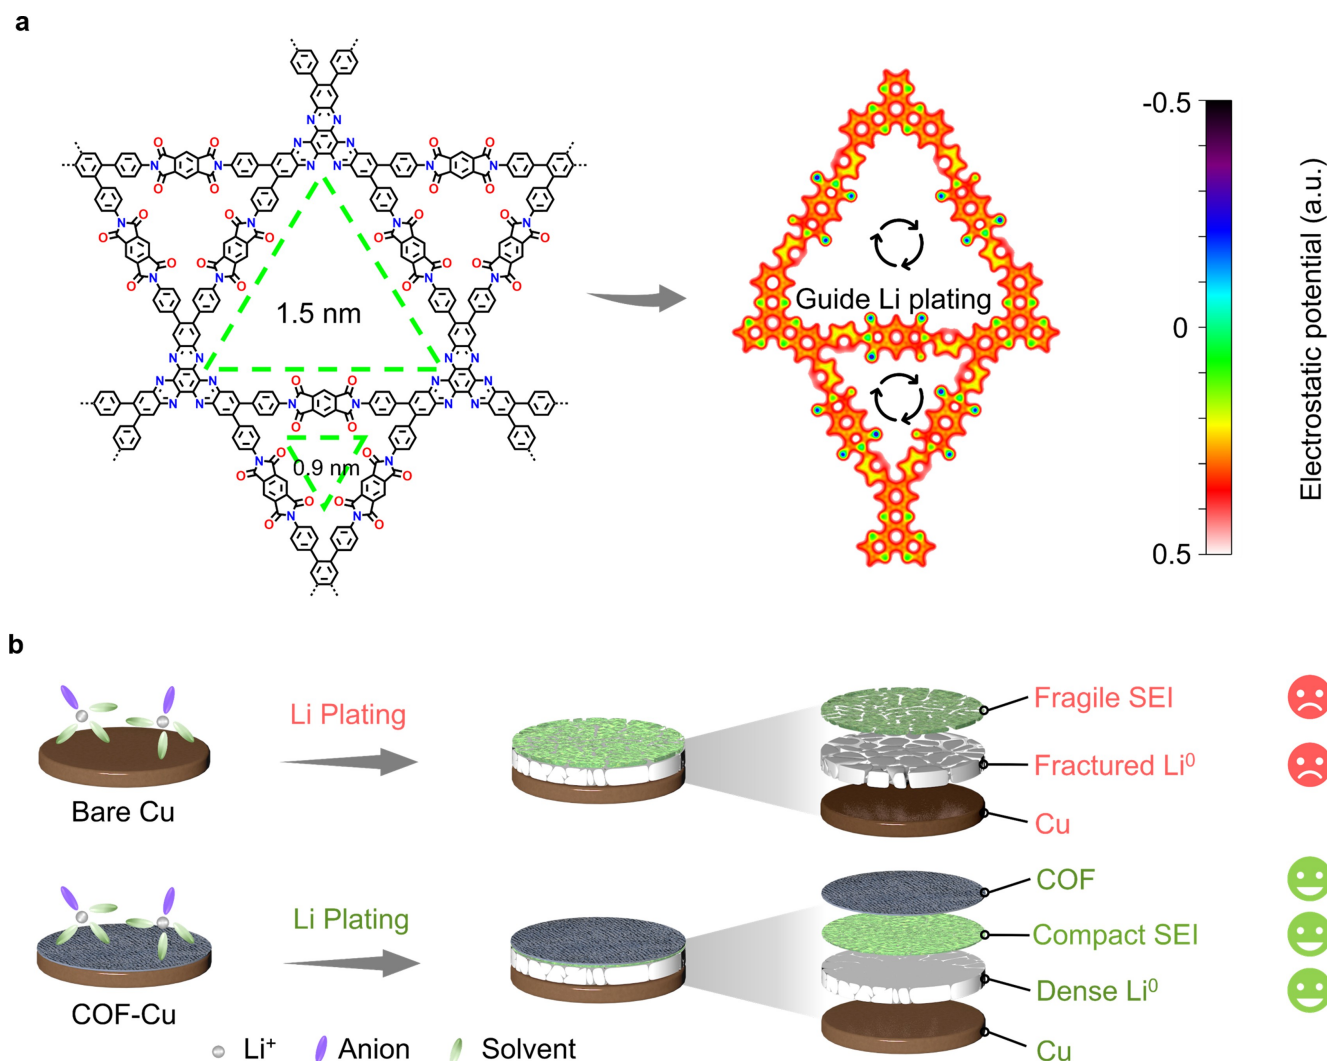 a
1.5 nm
0.9 nm
Guide Li plating
-0.5
0
0.5
Electrostatic potential (a.u.)
b
Li Plating
Bare Cu
Fragile SEI
Fractured Li⁰
Cu
Li Plating
COF-Cu
COF
Compact SEI
Dense Li⁰
Cu
Li⁺ Anion Solvent